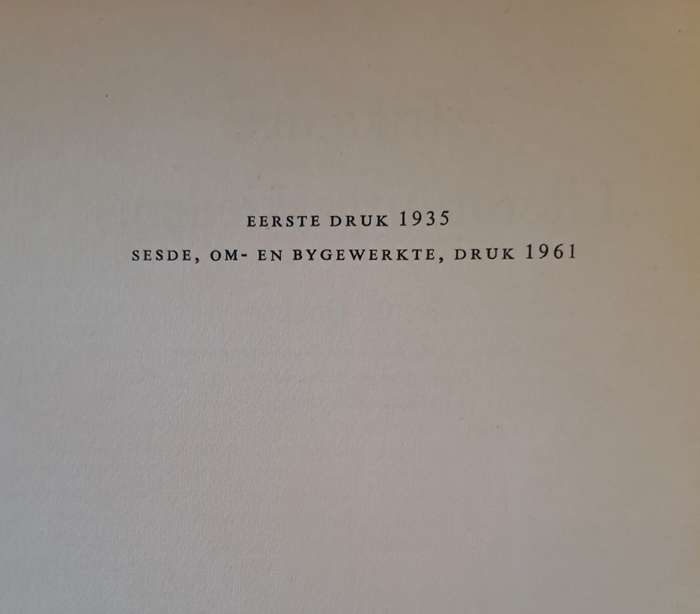 EERSTE DRUK 1935
SESDE, OM- EN BYGEWERKTE, DRUK 1961